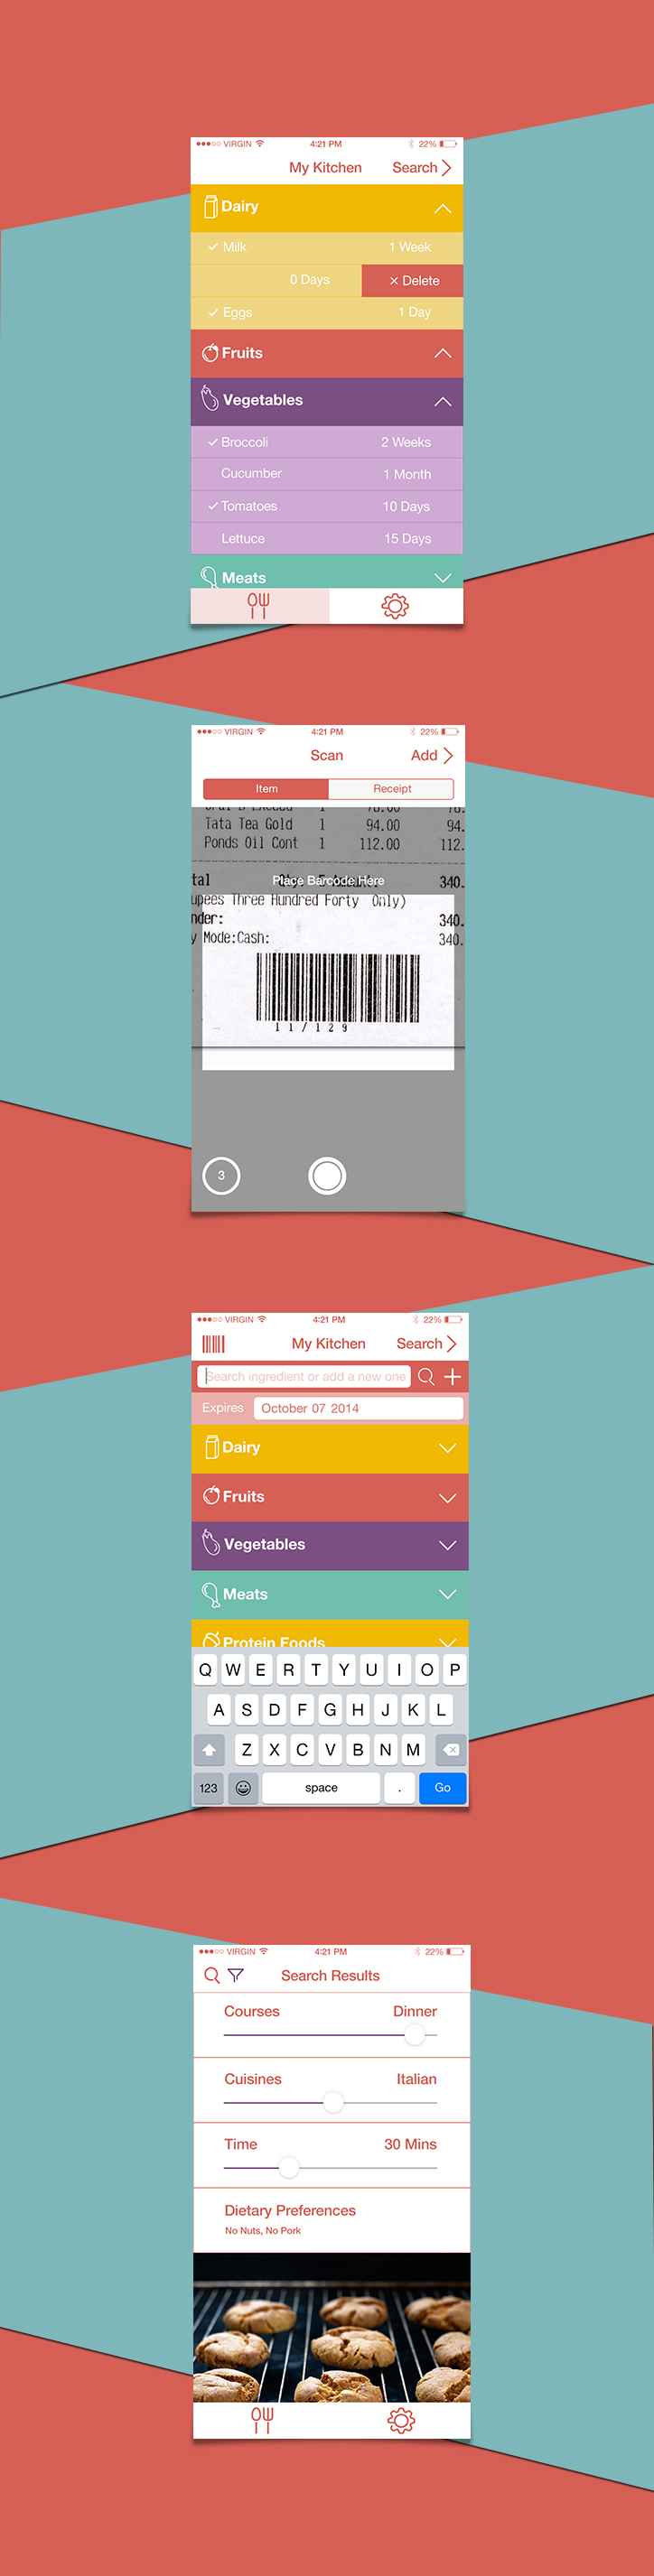 VIRGIN 4:21 PM 22%
My Kitchen Search
Dairy
Milk 1 Week
0 Days × Delete
Eggs 1 Day
Fruits
Vegetables
Broccoli 2 Weeks
Cucumber 1 Month
Tomatoes 10 Days
Lettuce 15 Days
Meats
VIRGIN 4:21 PM 22%
Scan Add
Item Receipt
Tata Tea Gold 1 94.00 94.
Ponds Oil Cont 1 112.00 112.
Place Barcode Here
tal 340.
upees Three Hundred Forty Only)
nder: 340.
y Mode:Cash: 340.
11/129
3
VIRGIN 4:21 PM 22%
My Kitchen Search
Search ingredient or add a new one
Expires October 07 2014
Dairy
Fruits
Vegetables
Meats
Protein Foods
Q W E R T Y U I O P
A S D F G H J K L
Z X C V B N M
123 space . Go
VIRGIN 4:21 PM 22%
Search Results
Courses Dinner
Cuisines Italian
Time 30 Mins
Dietary Preferences
No Nuts, No Pork